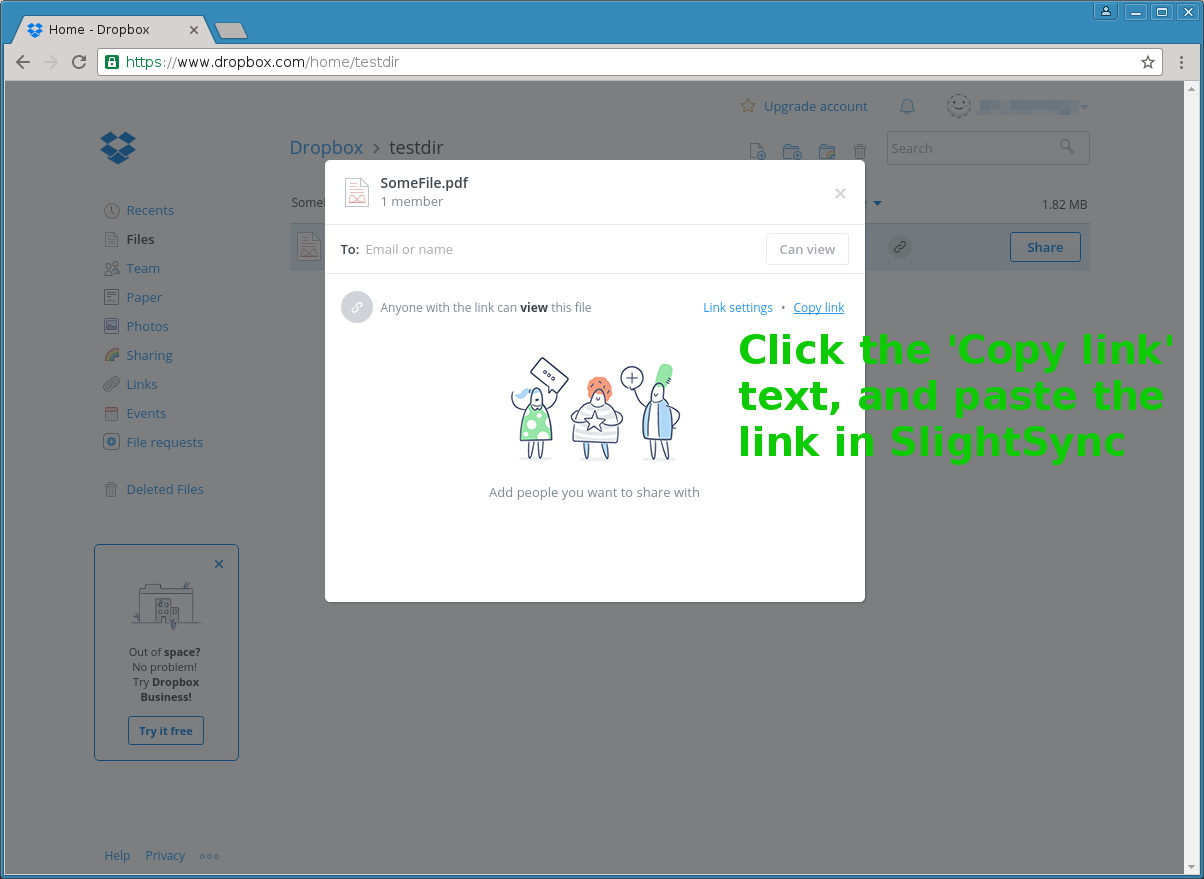 Home - Dropbox
https://www.dropbox.com/home/testdir
Upgrade account
Dropbox > testdir
Search
SomeFile.pdf
1 member
Some
1.82 MB
To: Email or name
Can view
Share
Anyone with the link can view this file
Link settings • Copy link
Click the 'Copy link'
text, and paste the
link in SlightSync
Add people you want to share with
Recents
Files
Team
Paper
Photos
Sharing
Links
Events
File requests
Deleted Files
Out of space?
No problem!
Try Dropbox
Business!
Try it free
Help Privacy